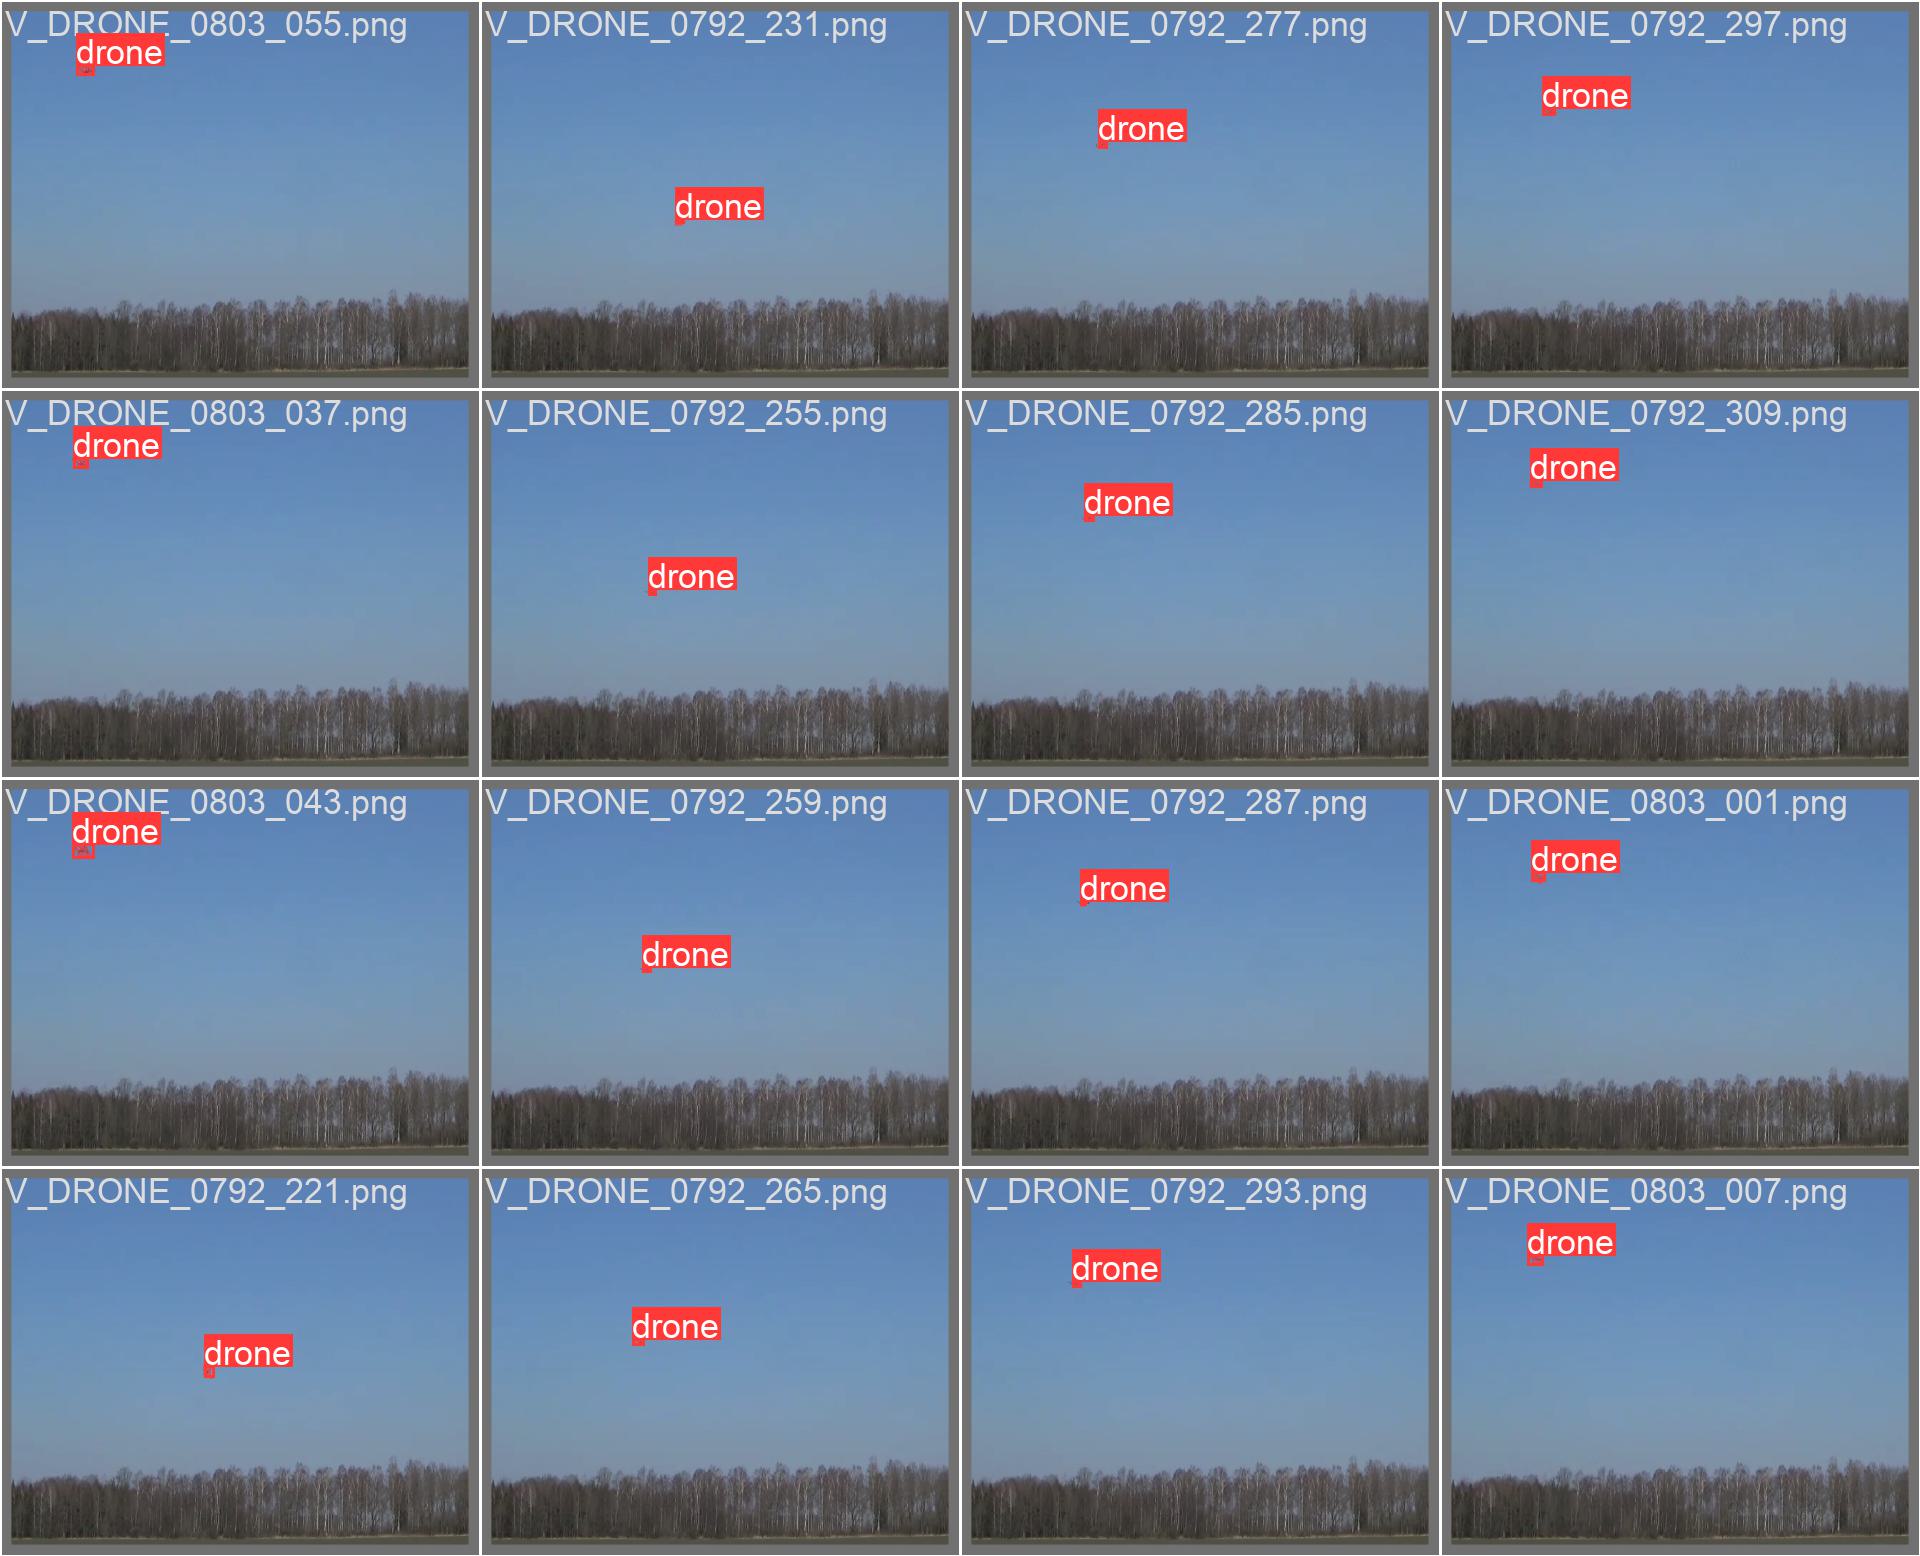 V_DRONE_0803_055.png
drone
V_DRONE_0792_231.png
drone
V_DRONE_0792_277.png
drone
V_DRONE_0792_297.png
drone
V_DRONE_0803_037.png
drone
V_DRONE_0792_255.png
drone
V_DRONE_0792_285.png
drone
V_DRONE_0792_309.png
drone
V_DRONE_0803_043.png
drone
V_DRONE_0792_259.png
drone
V_DRONE_0792_287.png
drone
V_DRONE_0803_001.png
drone
V_DRONE_0792_221.png
drone
V_DRONE_0792_265.png
drone
V_DRONE_0792_293.png
drone
V_DRONE_0803_007.png
drone